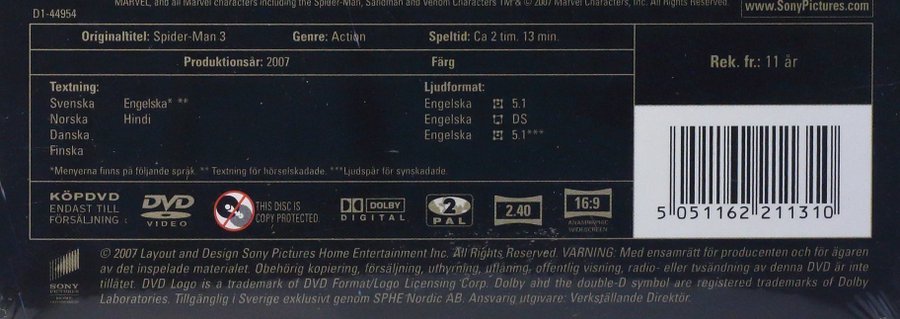 MARVEL, and all Marvel characters including the Spider-Man, Sandman and Venom Characters TM & © 2007 Marvel Characters, Inc. All Rights Reserved.
www.SonyPictures.com
D1-44954
Originaltitel: Spider-Man 3 Genre: Action Speltid: Ca 2 tim. 13 min.
Produktionsår: 2007 Färg
Rek. fr.: 11 år
Textning: Ljudformat:
Svenska Engelska* ** Engelska 5.1
Norska Hindi Engelska DS
Danska Engelska 5.1***
Finska
*Menyerna finns på följande språk. ** Textning för hörselskadade. ***Ljudspår för synskadade.
KÖPDVD
ENDAST TILL
FÖRSÄLJNING
DVD
VIDEO
THIS DISC IS
COPY PROTECTED
DOLBY
DIGITAL
2
PAL
2.40
16:9
ANAMORPHIC
WIDESCREEN
5 051162 211310
© 2007 Layout and Design Sony Pictures Home Entertainment Inc. All Rights Reserved. VARNING: Med ensamrätt för producenten och för ägaren
av det inspelade materialet. Obehörig kopiering, försäljning, uthyrning, utlåning, offentlig visning, radio- eller tvsändning av denna DVD är inte
tillåtet. DVD Logo is a trademark of DVD Format/Logo Licensing Corp. Dolby and the double-D symbol are registered trademarks of Dolby
Laboratories. Tillgänglig i Sverige exklusivt genom SPHE Nordic AB. Ansvarig utgivare: Verkställande Direktör.
SONY
PICTURES
HOME